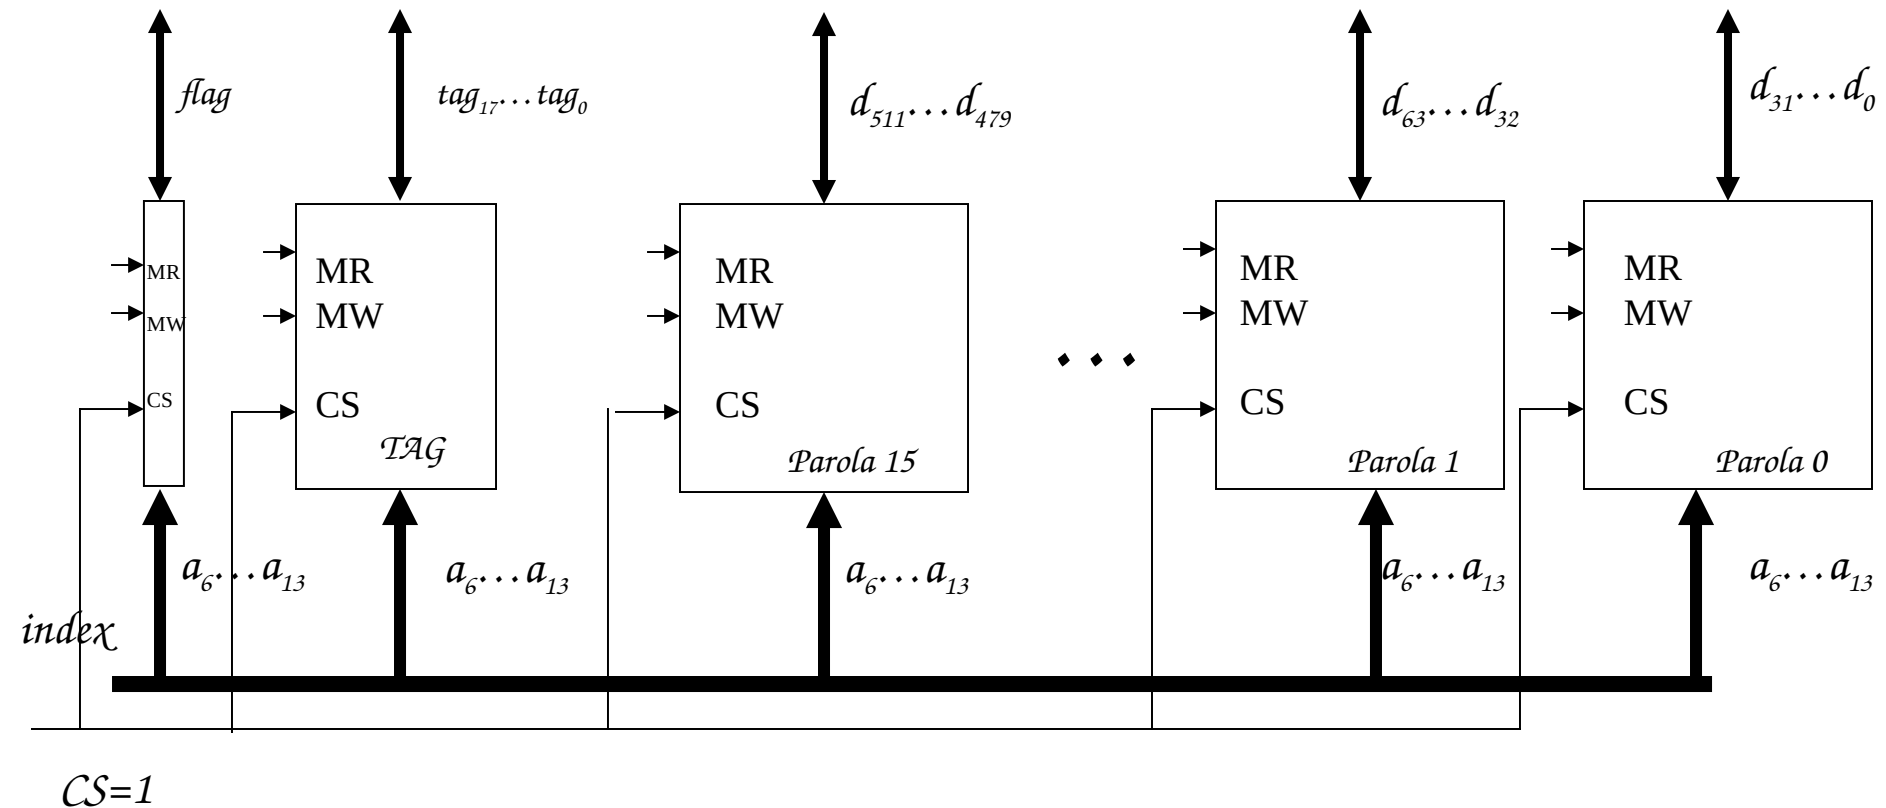 flag
tag17...tag0
d511...d479
d63...d32
d31...d0
MR
MW
CS
MR
MW
CS
TAG
MR
MW
CS
Parola 15
...
MR
MW
CS
Parola 1
MR
MW
CS
Parola 0
a6...a13
a6...a13
a6...a13
a6...a13
a6...a13
index
CS=1